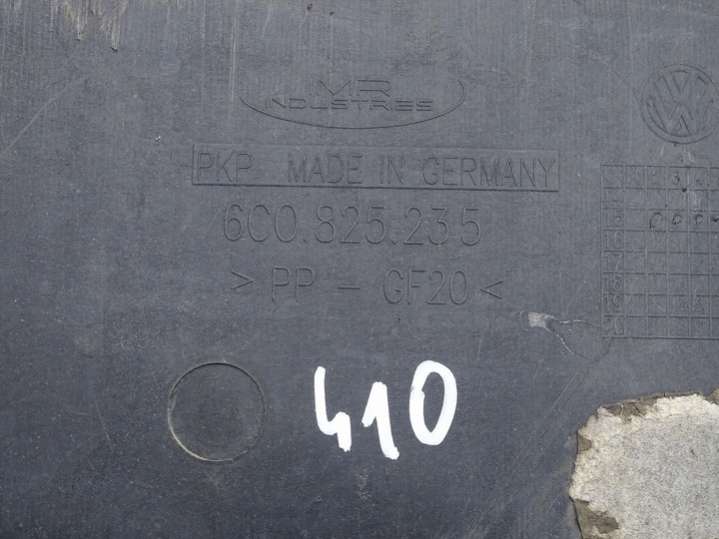 MR
INDUSTRIES
PKP MADE IN GERMANY
6C0.825.235
> PP - GF20 <
410